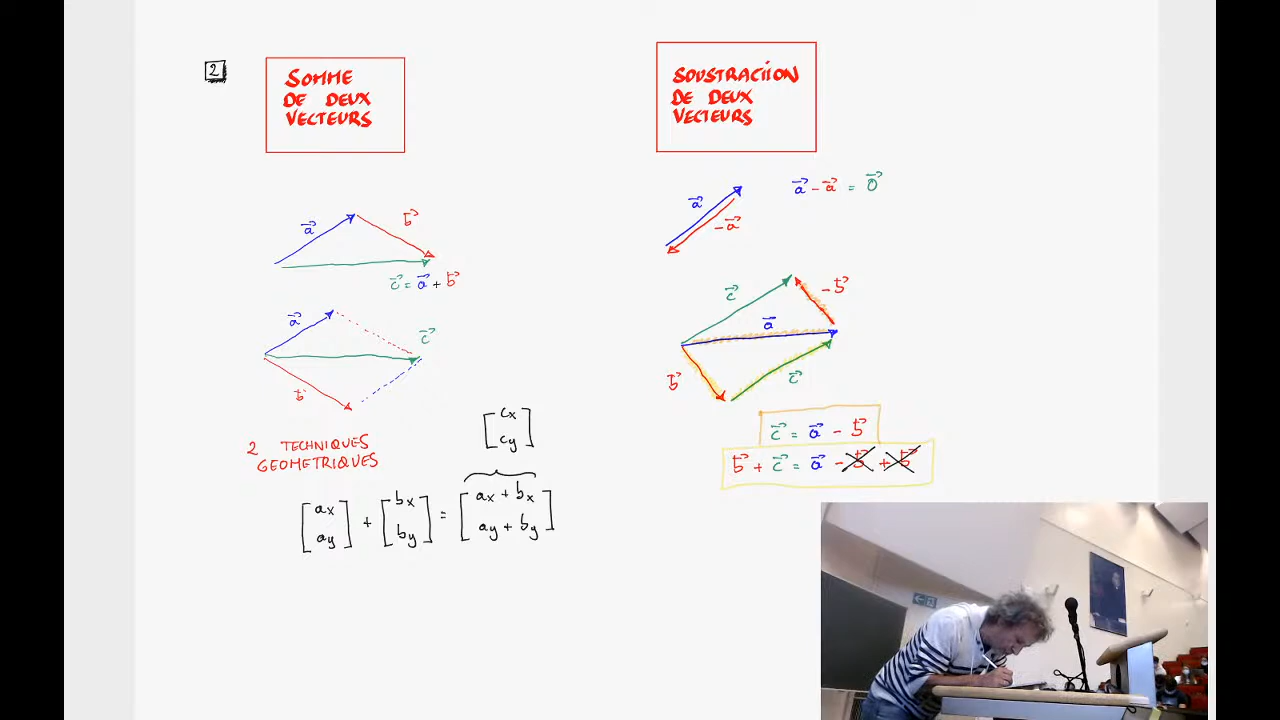 2
SOMME
DE DEUX
VECTEURS
a⃗
b⃗
c⃗ = a⃗ + b⃗
a⃗
c⃗
b⃗
2 TECHNIQUES
GEOMETRIQUES
[cx
cy]
[ax
ay] + [bx
by] = [ax + bx
ay + by]
SOUSTRACTION
DE DEUX
VECTEURS
a⃗
-a⃗
a⃗ - a⃗ = 0⃗
c⃗
-b⃗
a⃗
b⃗
c⃗
c⃗ = a⃗ - b⃗
b⃗ + c⃗ = a⃗ - b⃗ + b⃗